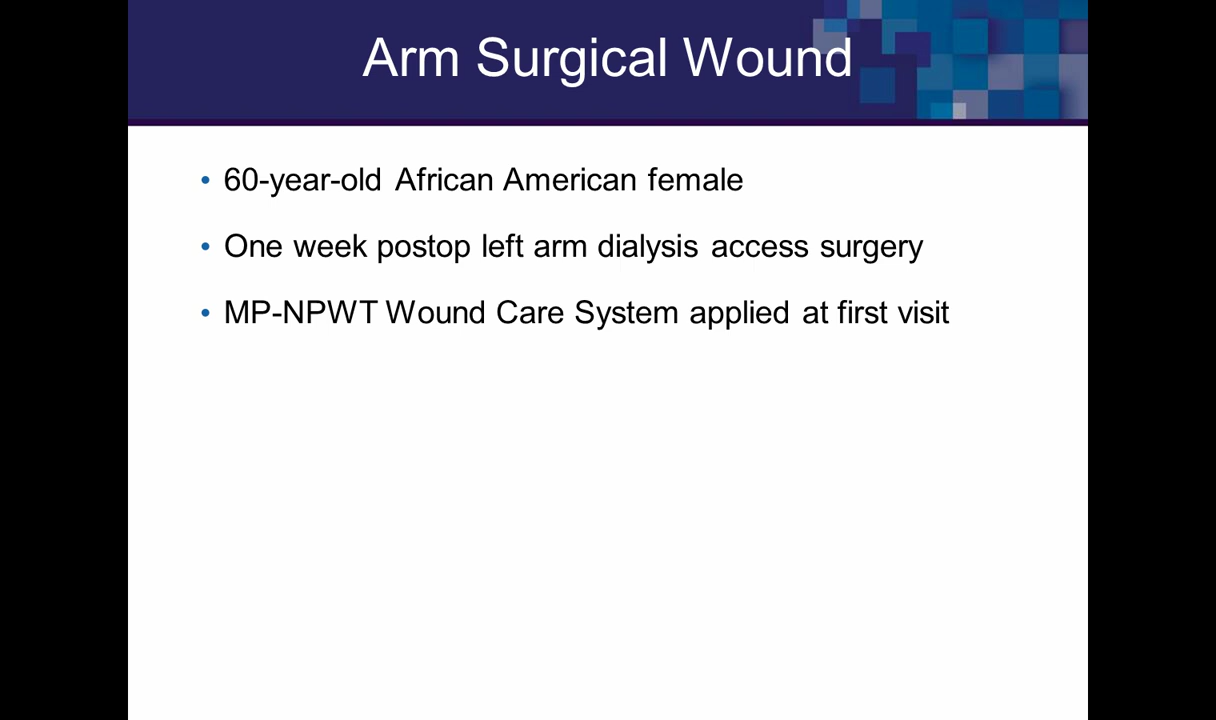 Arm Surgical Wound
• 60-year-old African American female
• One week postop left arm dialysis access surgery
• MP-NPWT Wound Care System applied at first visit